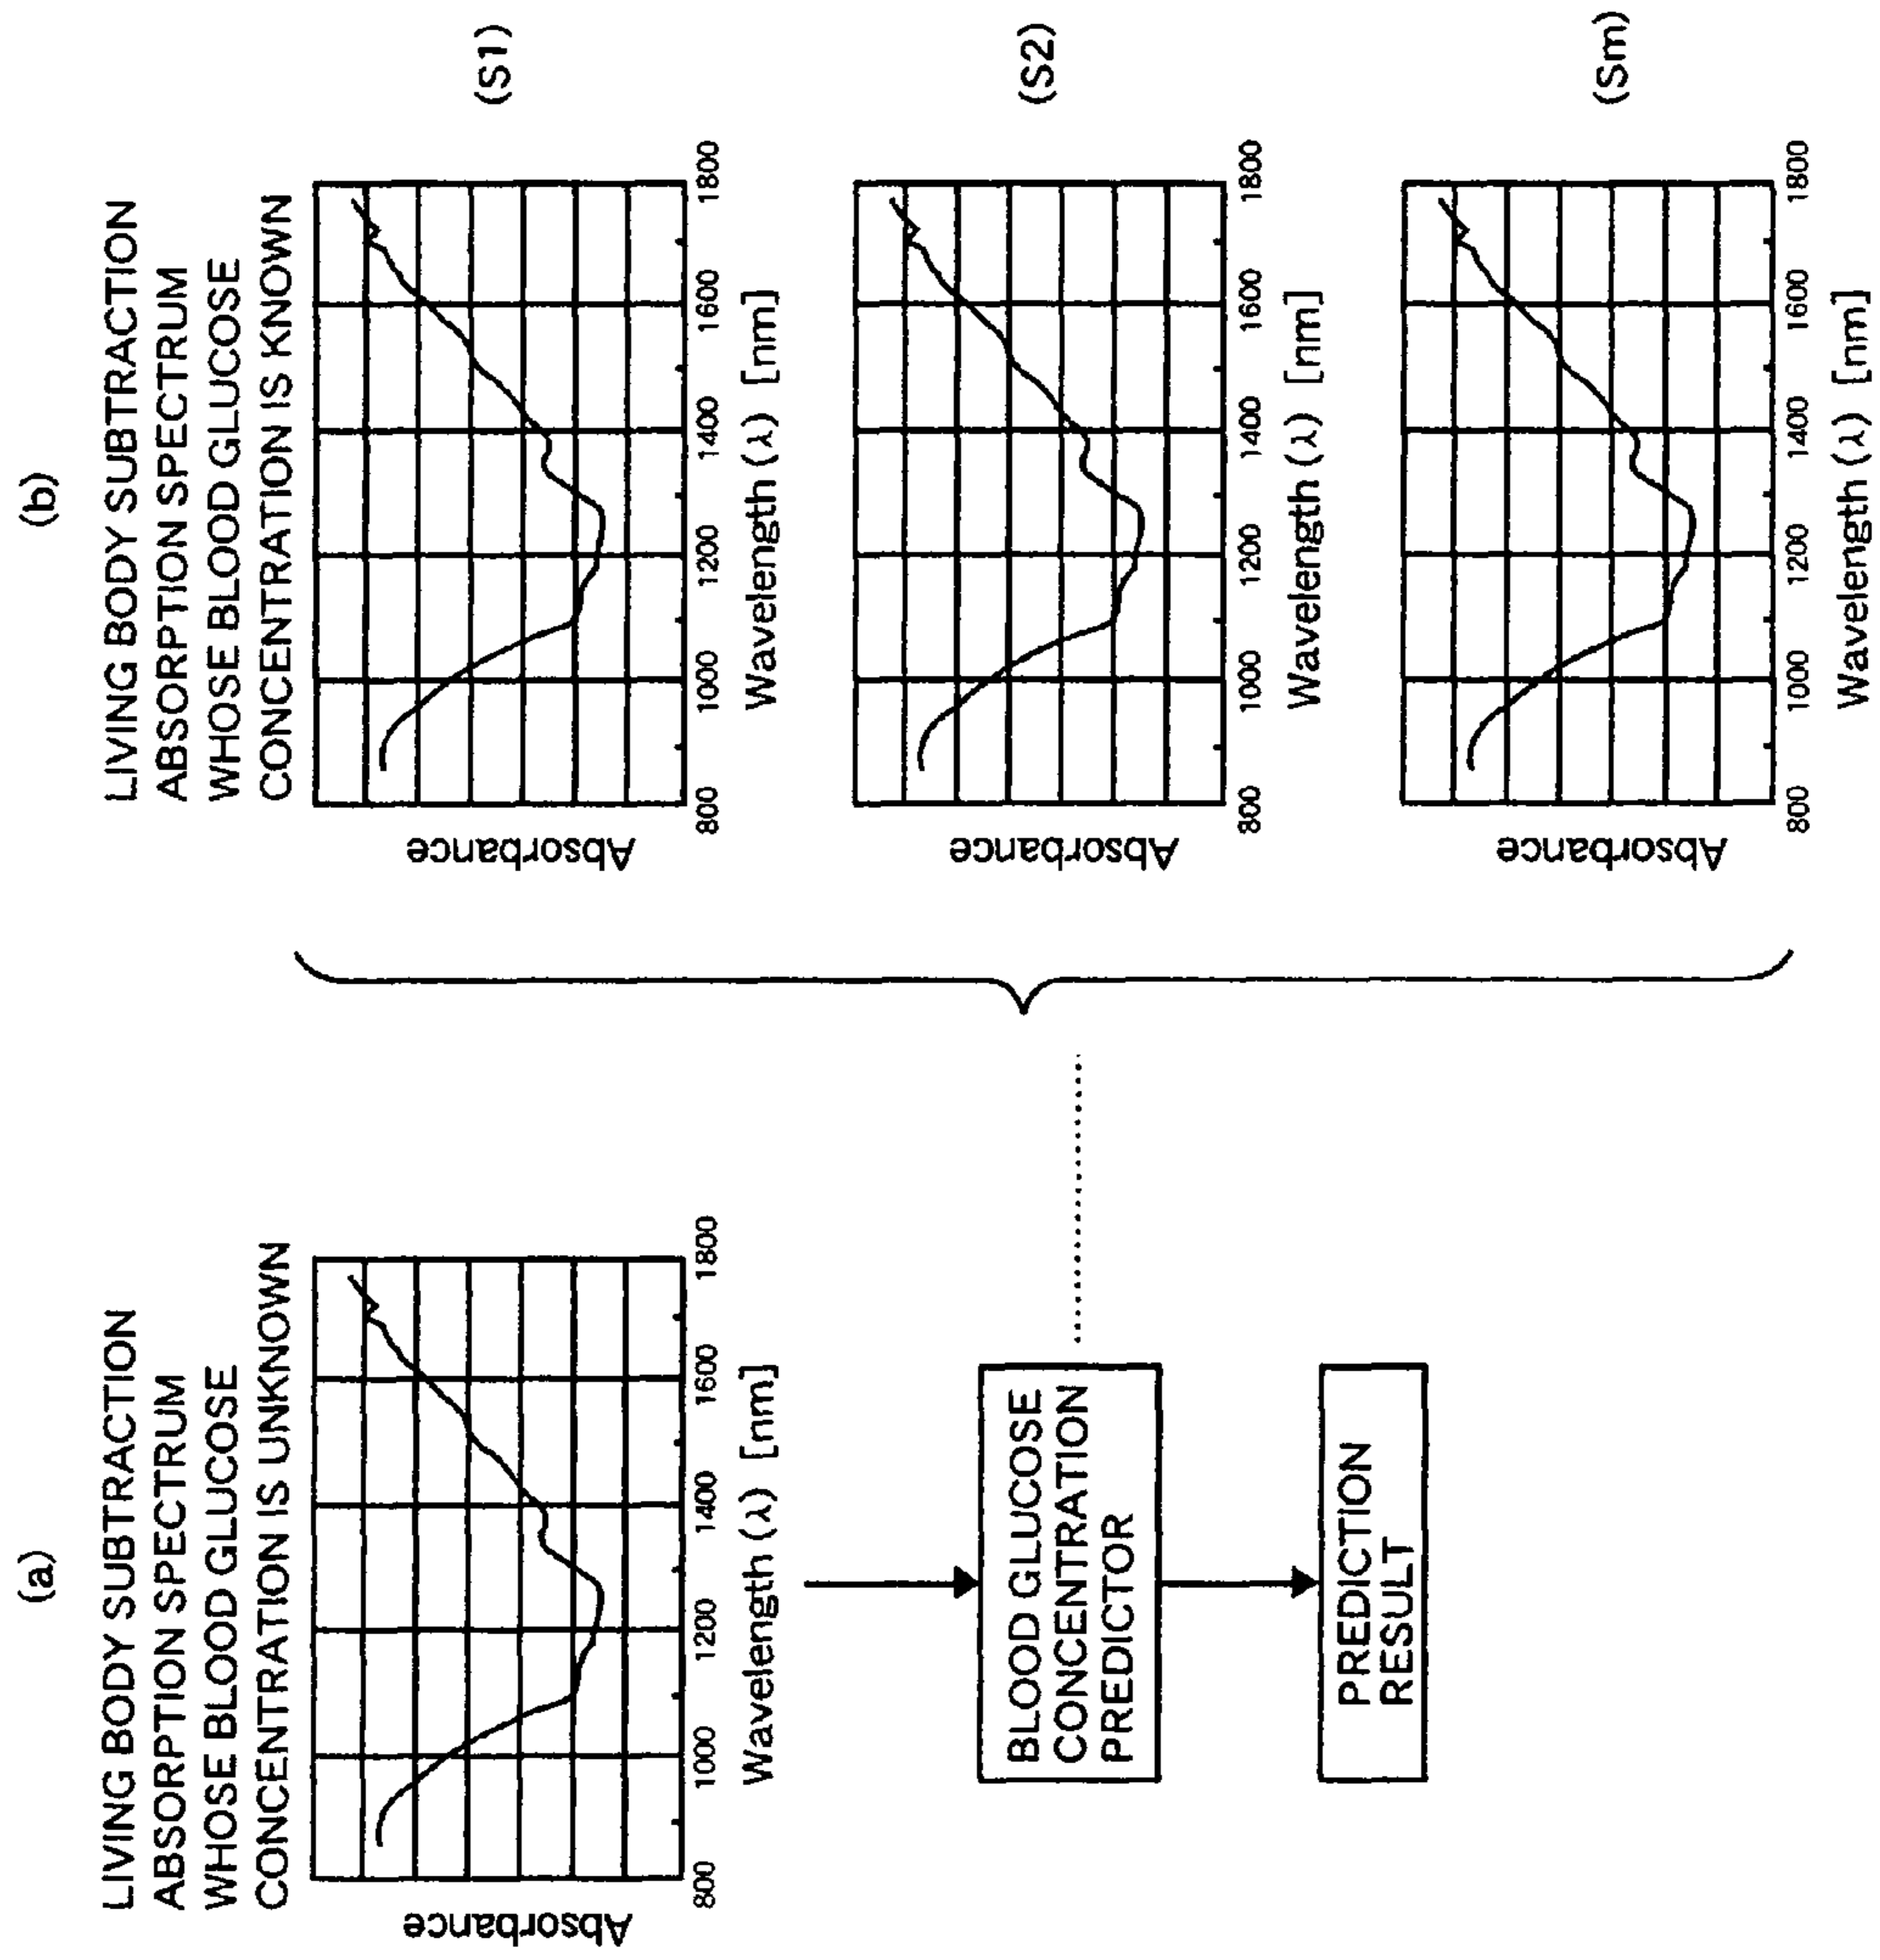 (a)
LIVING BODY SUBTRACTION
ABSORPTION SPECTRUM
WHOSE BLOOD GLUCOSE
CONCENTRATION IS UNKNOWN
Absorbance
800 1000 1200 1400 1600 1800
Wavelength (λ) [nm]
BLOOD GLUCOSE
CONCENTRATION
PREDICTOR
PREDICTION
RESULT
(b)
LIVING BODY SUBTRACTION
ABSORPTION SPECTRUM
WHOSE BLOOD GLUCOSE
CONCENTRATION IS KNOWN
Absorbance
800 1000 1200 1400 1600 1800
Wavelength (λ) [nm]
(S1)
Absorbance
800 1000 1200 1400 1600 1800
Wavelength (λ) [nm]
(S2)
Absorbance
800 1000 1200 1400 1600 1800
Wavelength (λ) [nm]
(Sm)